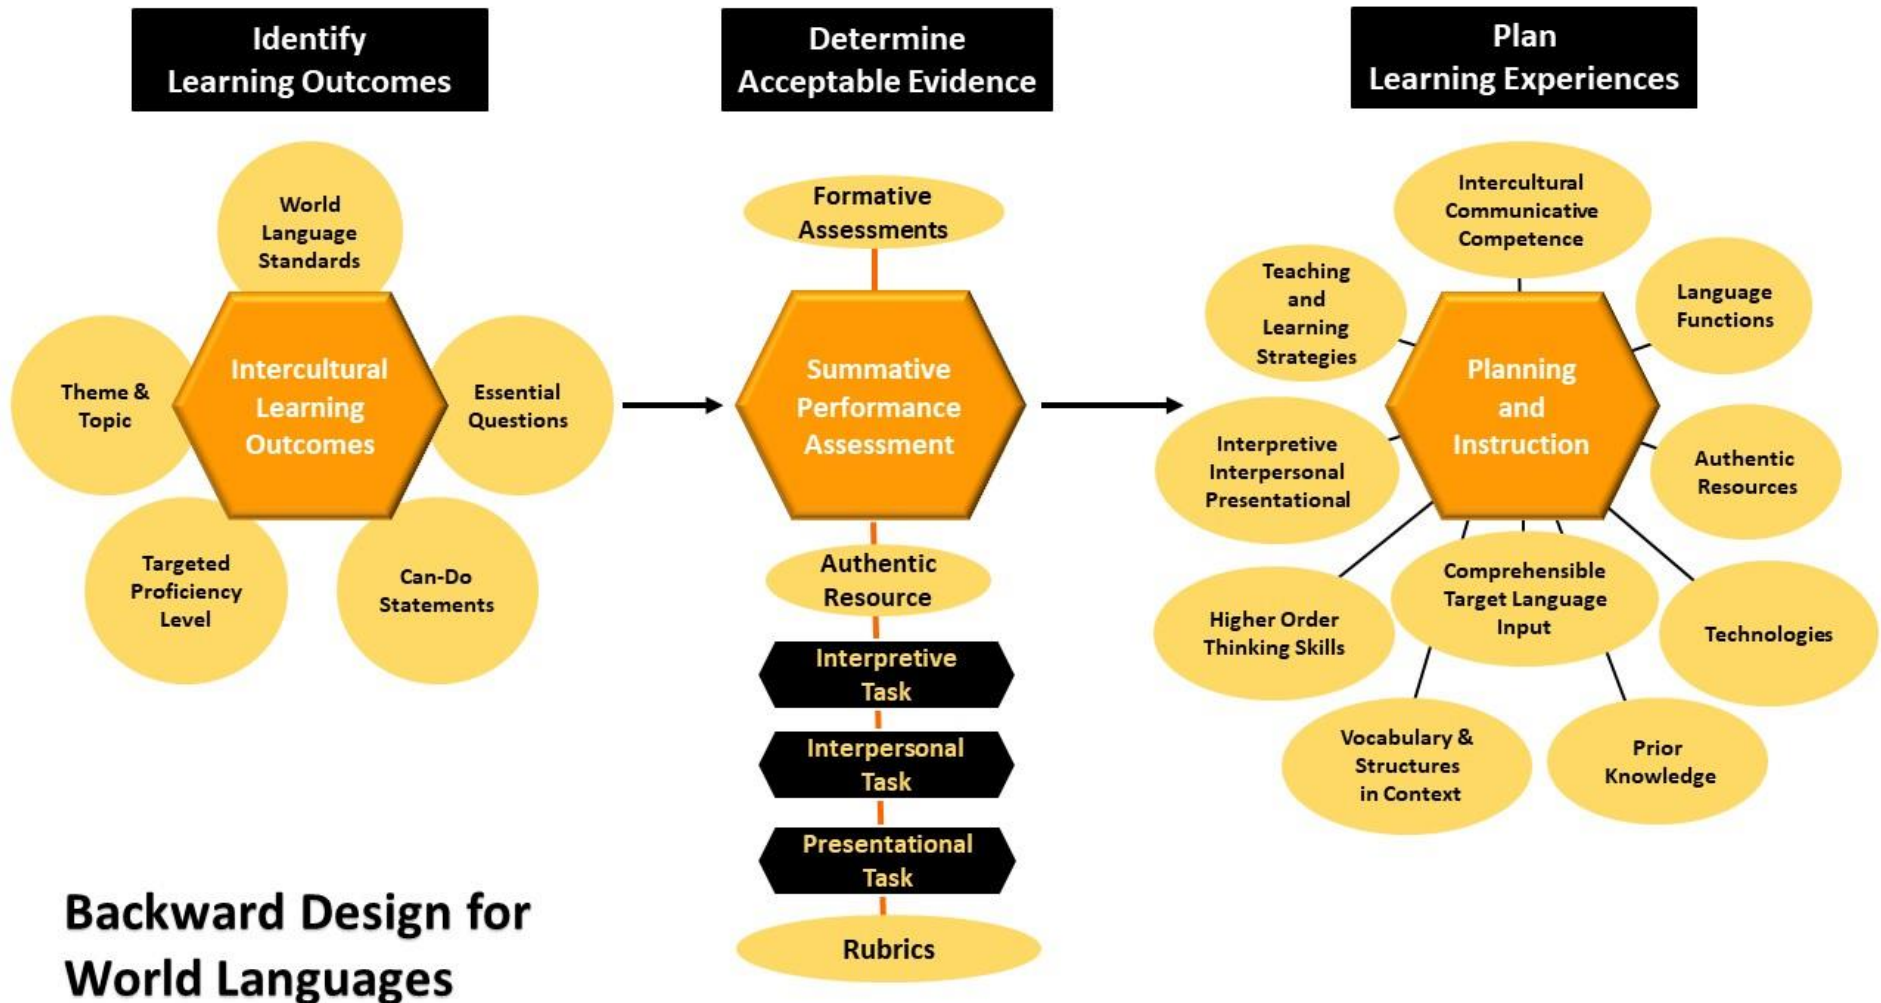 Identify
Learning Outcomes
World
Language
Standards
Theme &
Topic
Intercultural
Learning
Outcomes
Essential
Questions
Targeted
Proficiency
Level
Can-Do
Statements
Determine
Acceptable Evidence
Formative
Assessments
Summative
Performance
Assessment
Authentic
Resource
Interpretive
Task
Interpersonal
Task
Presentational
Task
Rubrics
Plan
Learning Experiences
Intercultural
Communicative
Competence
Teaching
and
Learning
Strategies
Language
Functions
Planning
and
Instruction
Interpretive
Interpersonal
Presentational
Authentic
Resources
Higher Order
Thinking Skills
Comprehensible
Target Language
Input
Technologies
Vocabulary &
Structures
in Context
Prior
Knowledge
Backward Design for
World Languages